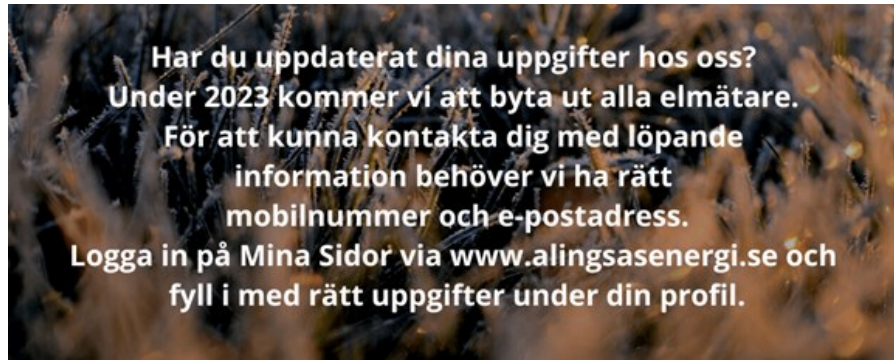 Har du uppdaterat dina uppgifter hos oss?
Under 2023 kommer vi att byta ut alla elmätare.
För att kunna kontakta dig med löpande
information behöver vi ha rätt
mobilnummer och e-postadress.
Logga in på Mina Sidor via www.alingsasenergi.se och
fyll i med rätt uppgifter under din profil.